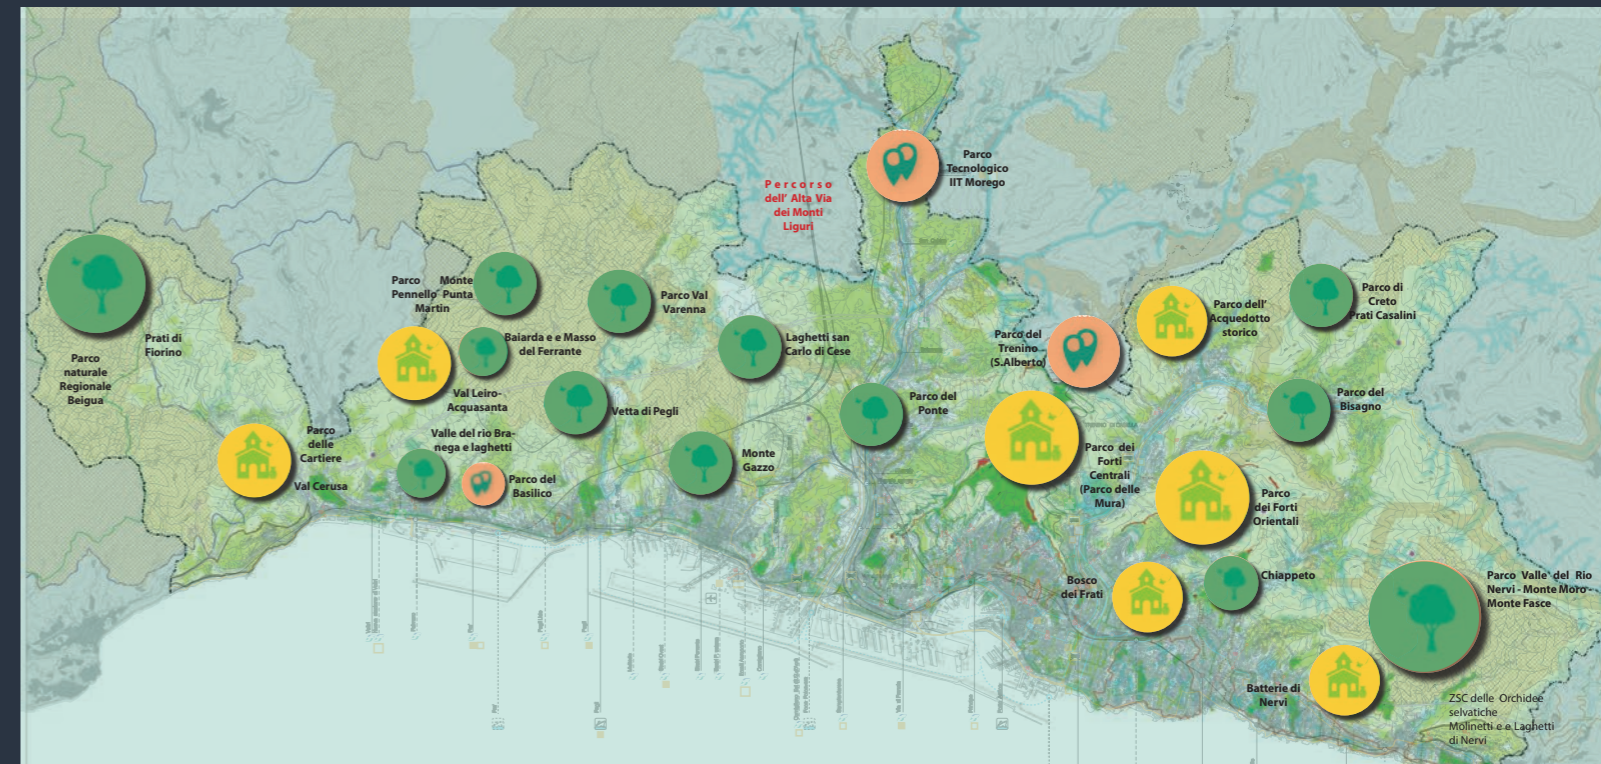 Parco
Tecnologico
IIT Morego
Percorso
dell' Alta Via
dei Monti
Liguri
Parco Monte
Pennello Punta
Martin
Parco Val
Varenna
Parco dell'
Acquedotto
storico
Parco di
Creto
Prati Casalini
Prati di
Fiorino
Parco
naturale
Regionale
Beigua
Baiarda e e Masso
del Ferrante
Laghetti san
Carlo di Cese
Parco del
Trenino
(S.Alberto)
Val Leiro-
Acquasanta
Vetta di Pegli
Parco del
Ponte
Parco del
Bisagno
Parco
delle
Cartiere
Val Cerusa
Valle del rio Bra-
nega e laghetti
Parco del
Basilico
Monte
Gazzo
Parco dei
Forti
Centrali
(Parco delle
Mura)
Parco
dei Forti
Orientali
Bosco
dei Frati
Chiappeto
Parco Valle del Rio
Nervi - Monte Moro -
Monte Fasce
Batterie di
Nervi
ZSC delle Orchidee
selvatiche
Molinetti e e Laghetti
di Nervi